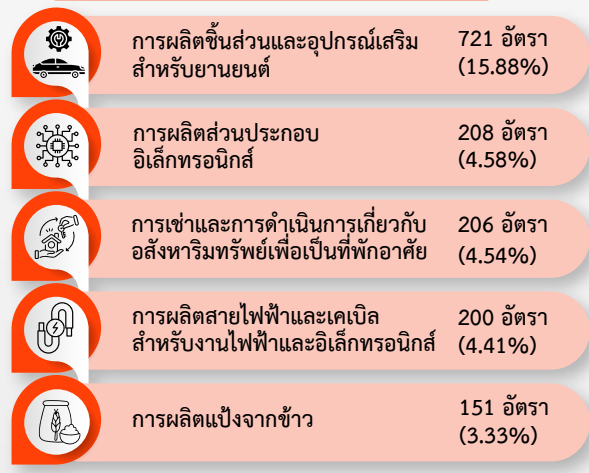 การผลิตชิ้นส่วนและอุปกรณ์เสริม
สำหรับยานยนต์
721 อัตรา
(15.88%)
การผลิตส่วนประกอบ
อิเล็กทรอนิกส์
208 อัตรา
(4.58%)
การเช่าและการดำเนินการเกี่ยวกับ
อสังหาริมทรัพย์เพื่อเป็นที่พักอาศัย
206 อัตรา
(4.54%)
การผลิตสายไฟฟ้าและเคเบิล
สำหรับงานไฟฟ้าและอิเล็กทรอนิกส์
200 อัตรา
(4.41%)
การผลิตแป้งจากข้าว
151 อัตรา
(3.33%)